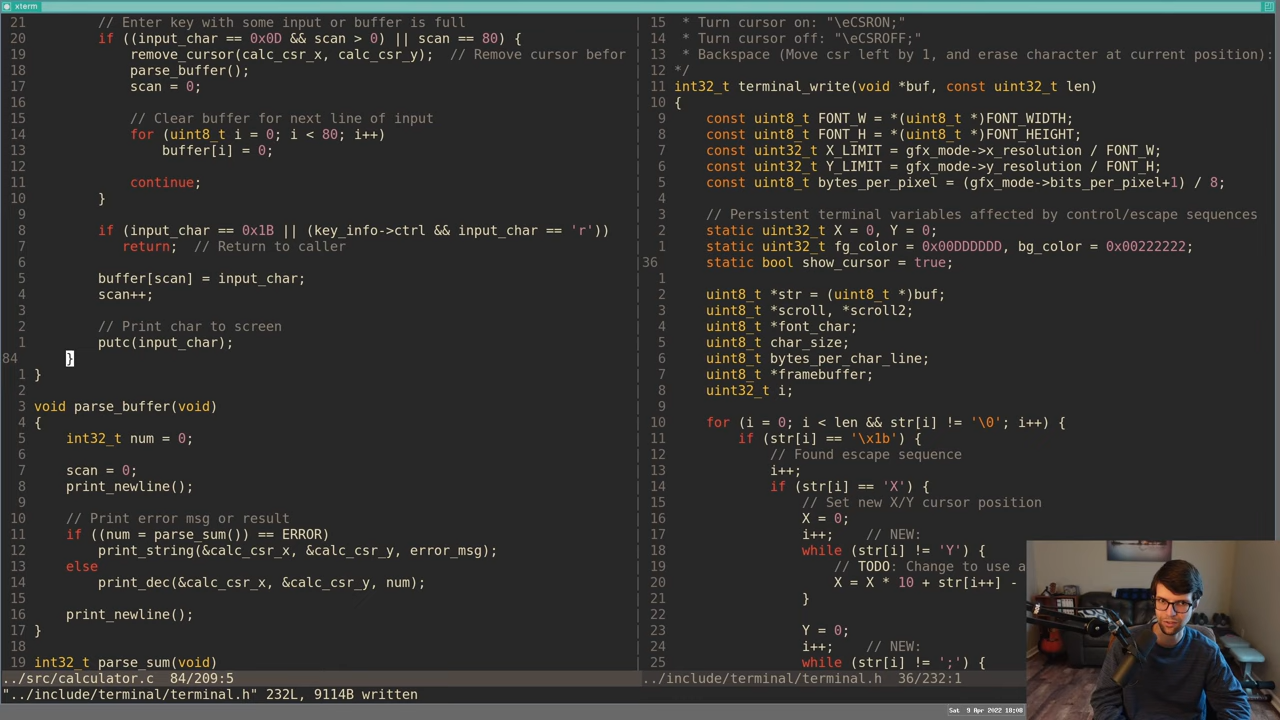 xterm
21 // Enter key with some input or buffer is full
20 if ((input_char == 0x0D && scan > 0) || scan == 80) {
19 remove_cursor(calc_csr_x, calc_csr_y);  // Remove cursor befor
18 parse_buffer();
17 scan = 0;
16
15 // Clear buffer for next line of input
14 for (uint8_t i = 0; i < 80; i++)
13 buffer[i] = 0;
12
11 continue;
10 }
9
8 if (input_char == 0x1B || (key_info->ctrl && input_char == 'r'))
7 return;  // Return to caller
6
5 buffer[scan] = input_char;
4 scan++;
3
2 // Print char to screen
1 putc(input_char);
84 }
1 }
2
3 void parse_buffer(void)
4 {
5 int32_t num = 0;
6
7 scan = 0;
8 print_newline();
9
10 // Print error msg or result
11 if ((num = parse_sum()) == ERROR)
12 print_string(&calc_csr_x, &calc_csr_y, error_msg);
13 else
14 print_dec(&calc_csr_x, &calc_csr_y, num);
15
16 print_newline();
17 }
18
19 int32_t parse_sum(void)
../src/calculator.c  84/209:5
"../include/terminal/terminal.h" 232L, 9114B written
15 * Turn cursor on: "\eCSRON;"
14 * Turn cursor off: "\eCSROFF;"
13 * Backspace (Move csr left by 1, and erase character at current position):
12 */
11 int32_t terminal_write(void *buf, const uint32_t len)
10 {
9 const uint8_t FONT_W = *(uint8_t *)FONT_WIDTH;
8 const uint8_t FONT_H = *(uint8_t *)FONT_HEIGHT;
7 const uint32_t X_LIMIT = gfx_mode->x_resolution / FONT_W;
6 const uint32_t Y_LIMIT = gfx_mode->y_resolution / FONT_H;
5 const uint8_t bytes_per_pixel = (gfx_mode->bits_per_pixel+1) / 8;
4
3 // Persistent terminal variables affected by control/escape sequences
2 static uint32_t X = 0, Y = 0;
1 static uint32_t fg_color = 0x00DDDDDD, bg_color = 0x00222222;
36 static bool show_cursor = true;
1
2 uint8_t *str = (uint8_t *)buf;
3 uint8_t *scroll, *scroll2;
4 uint8_t *font_char;
5 uint8_t char_size;
6 uint8_t bytes_per_char_line;
7 uint8_t *framebuffer;
8 uint32_t i;
9
10 for (i = 0; i < len && str[i] != '\0'; i++) {
11 if (str[i] == '\x1b') {
12 // Found escape sequence
13 i++;
14 if (str[i] == 'X') {
15 // Set new X/Y cursor position
16 X = 0;
17 i++;    // NEW:
18 while (str[i] != 'Y') {
19 // TODO: Change to use a
20 X = X * 10 + str[i++] -
21 }
22
23 Y = 0;
24 i++;    // NEW:
25 while (str[i] != ';') {
../include/terminal/terminal.h  36/232:1
Sat  9 Apr 2022 18:08